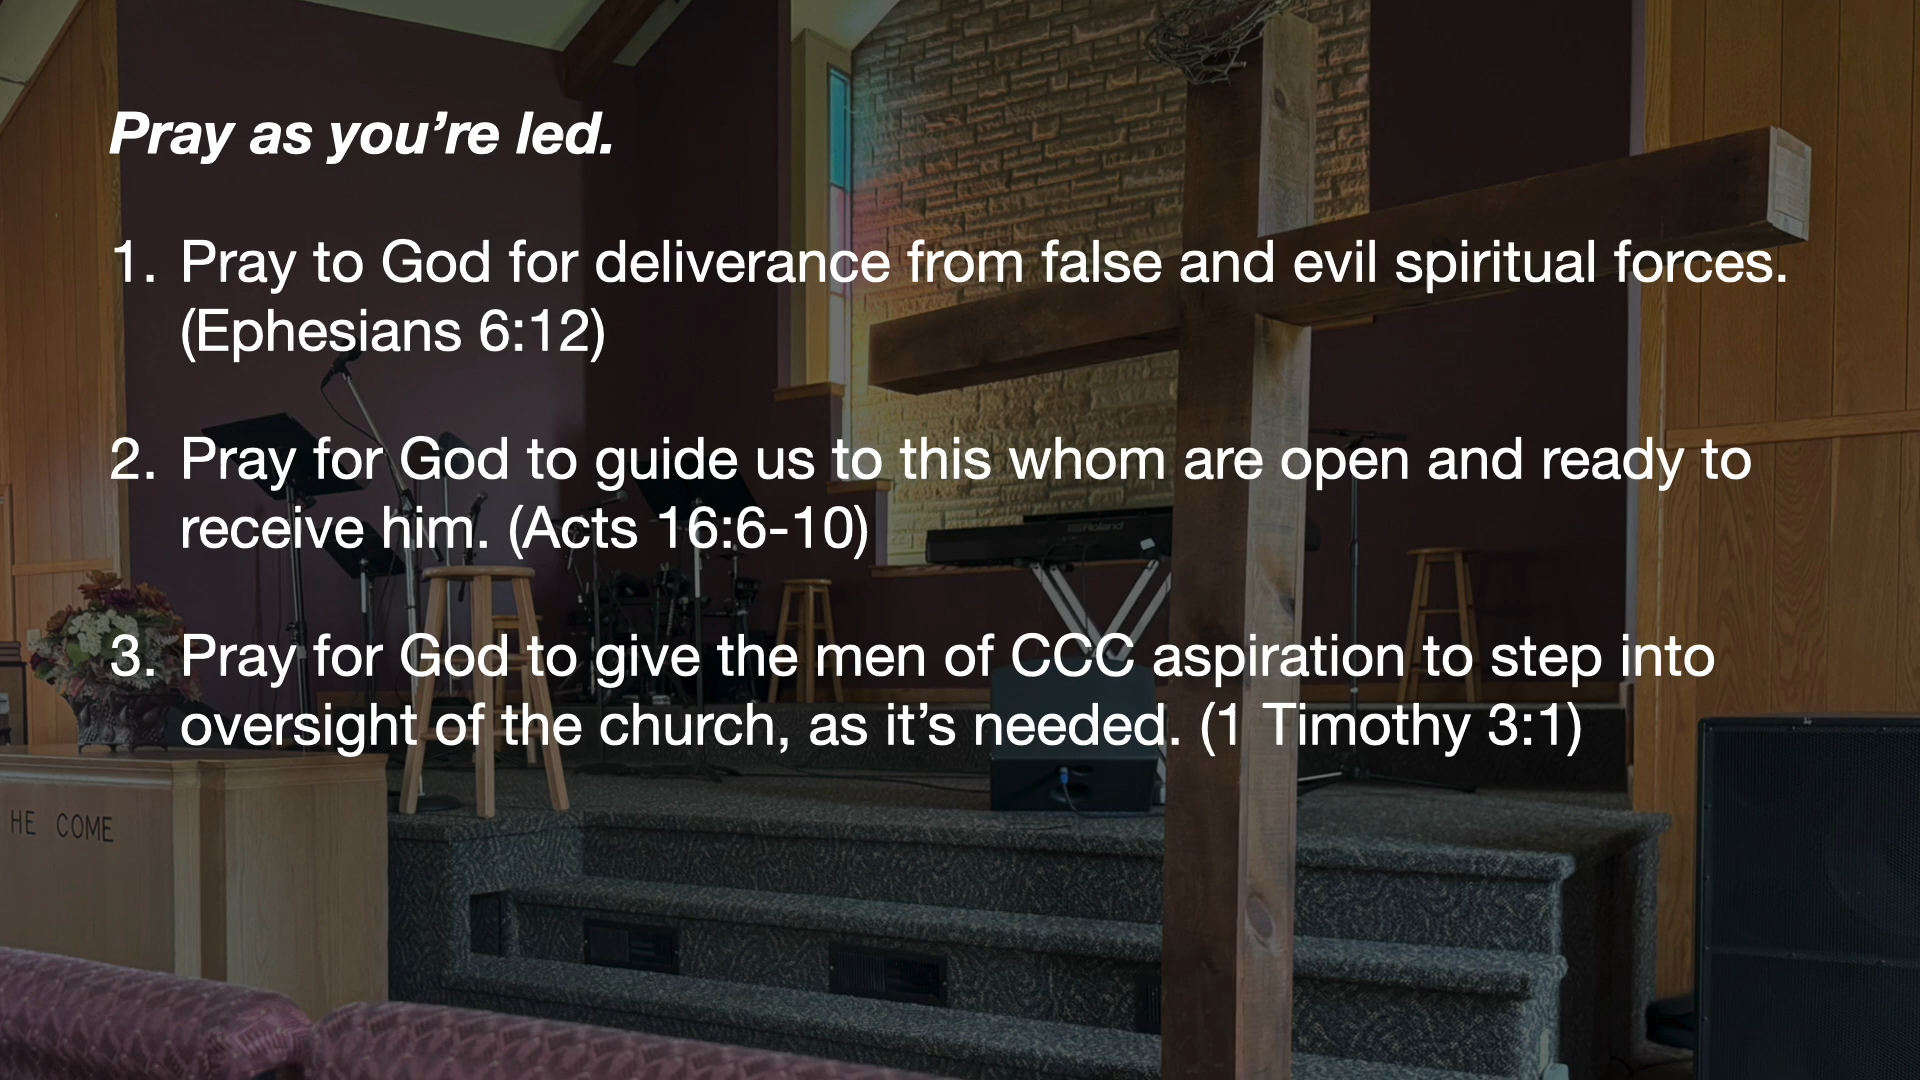 Pray as you’re led.
1. Pray to God for deliverance from false and evil spiritual forces.
(Ephesians 6:12)
2. Pray for God to guide us to this whom are open and ready to
receive him. (Acts 16:6-10)
3. Pray for God to give the men of CCC aspiration to step into
oversight of the church, as it’s needed. (1 Timothy 3:1)
Roland
HE COME